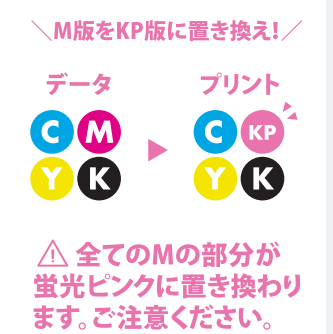 ＼M版をKP版に置き換え!／
データ プリント
C M C KP
Y K Y K
⚠ 全てのMの部分が
蛍光ピンクに置き換わり
ます。ご注意ください。